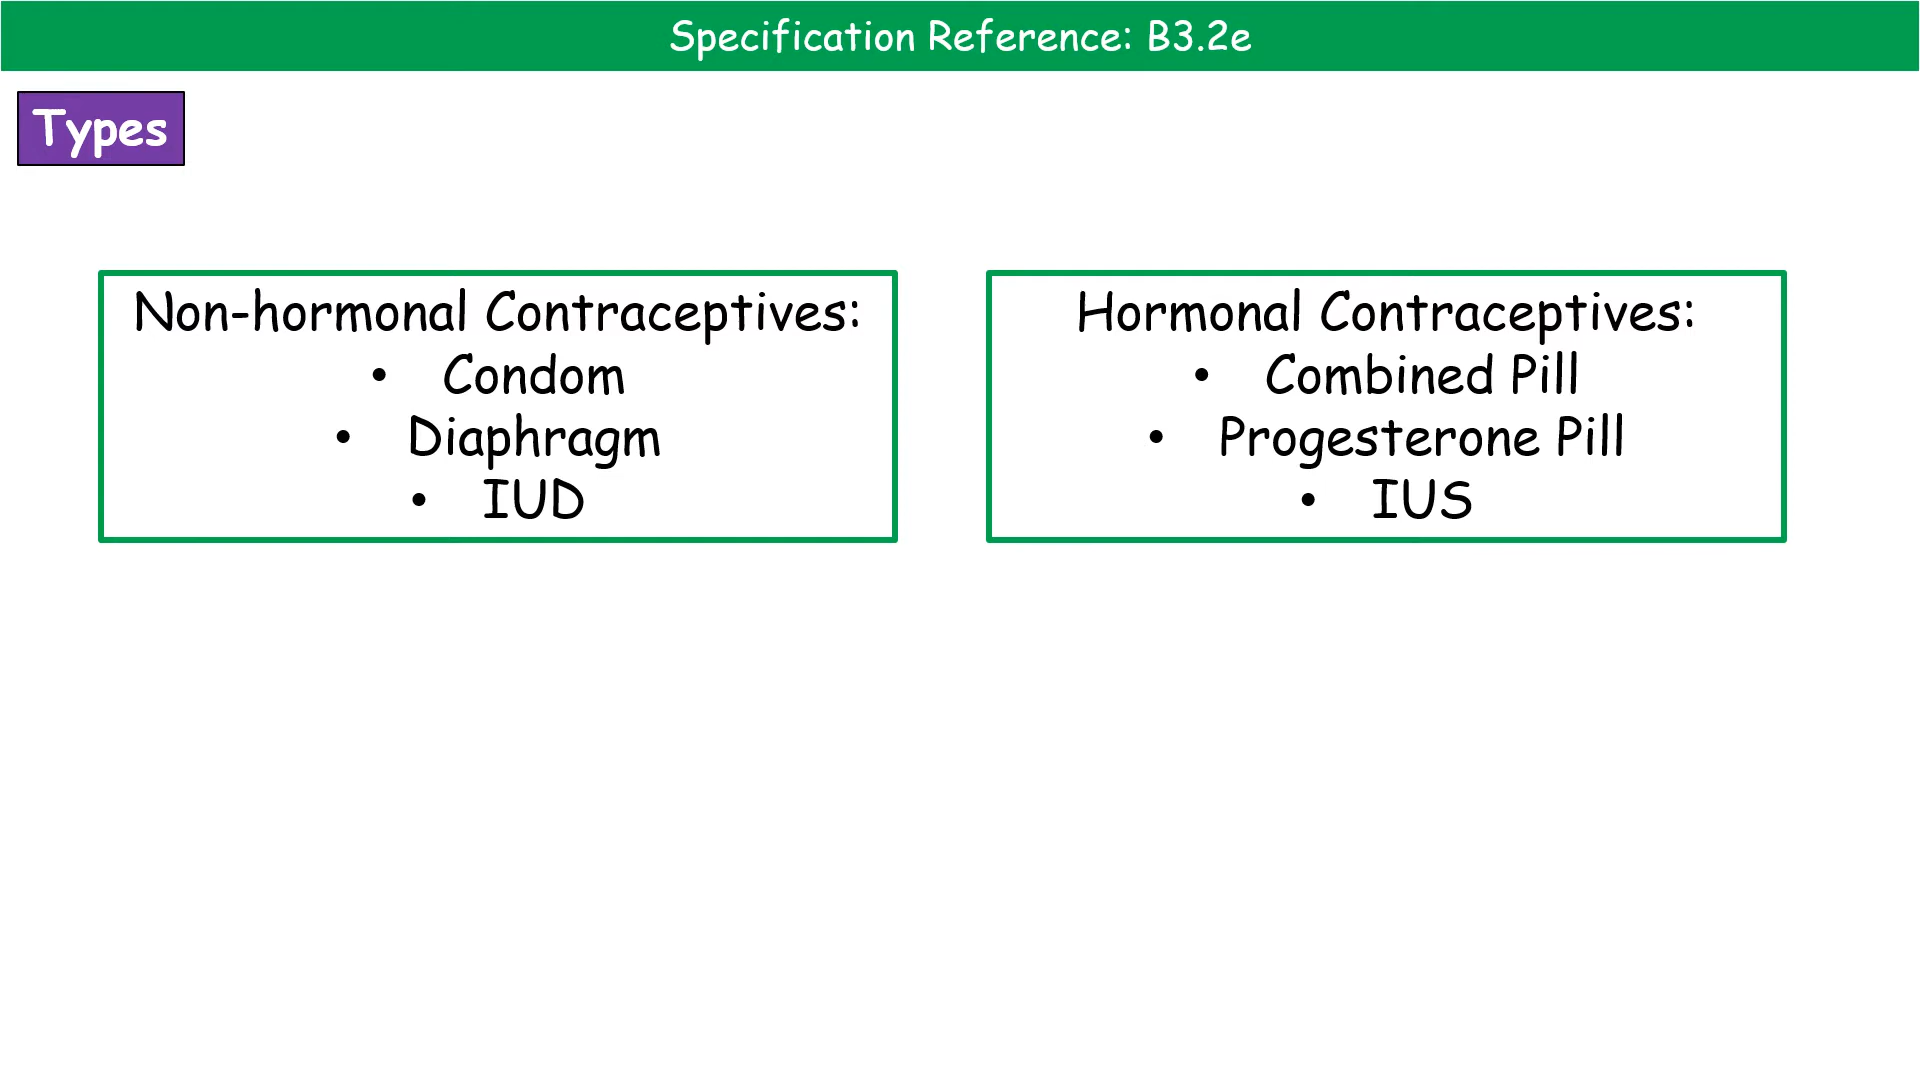 Specification Reference: B3.2e
Types
Non-hormonal Contraceptives:
• Condom
• Diaphragm
• IUD
Hormonal Contraceptives:
• Combined Pill
• Progesterone Pill
• IUS